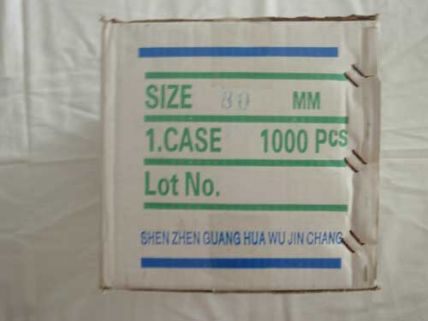 SIZE 80 MM
1.CASE 1000 PCS
Lot No.
SHEN ZHEN GUANG HUA WU JIN CHANG